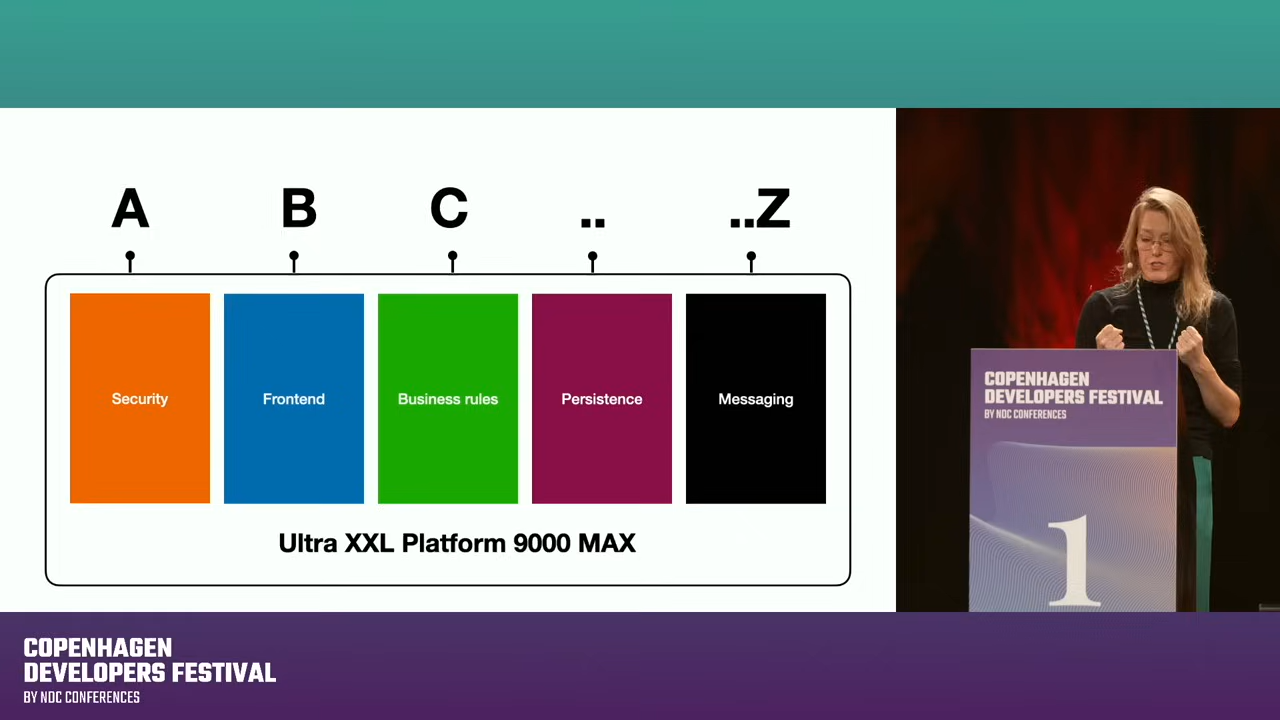 A B C .. ..Z
Security Frontend Business rules Persistence Messaging
Ultra XXL Platform 9000 MAX
COPENHAGEN
DEVELOPERS FESTIVAL
BY NDC CONFERENCES
1
COPENHAGEN
DEVELOPERS FESTIVAL
BY NDC CONFERENCES